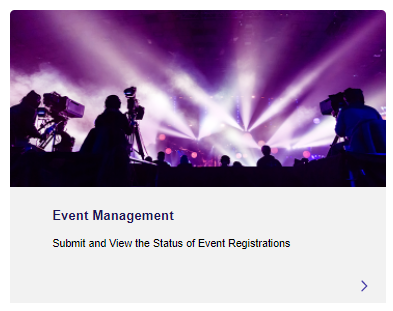 Event Management
Submit and View the Status of Event Registrations